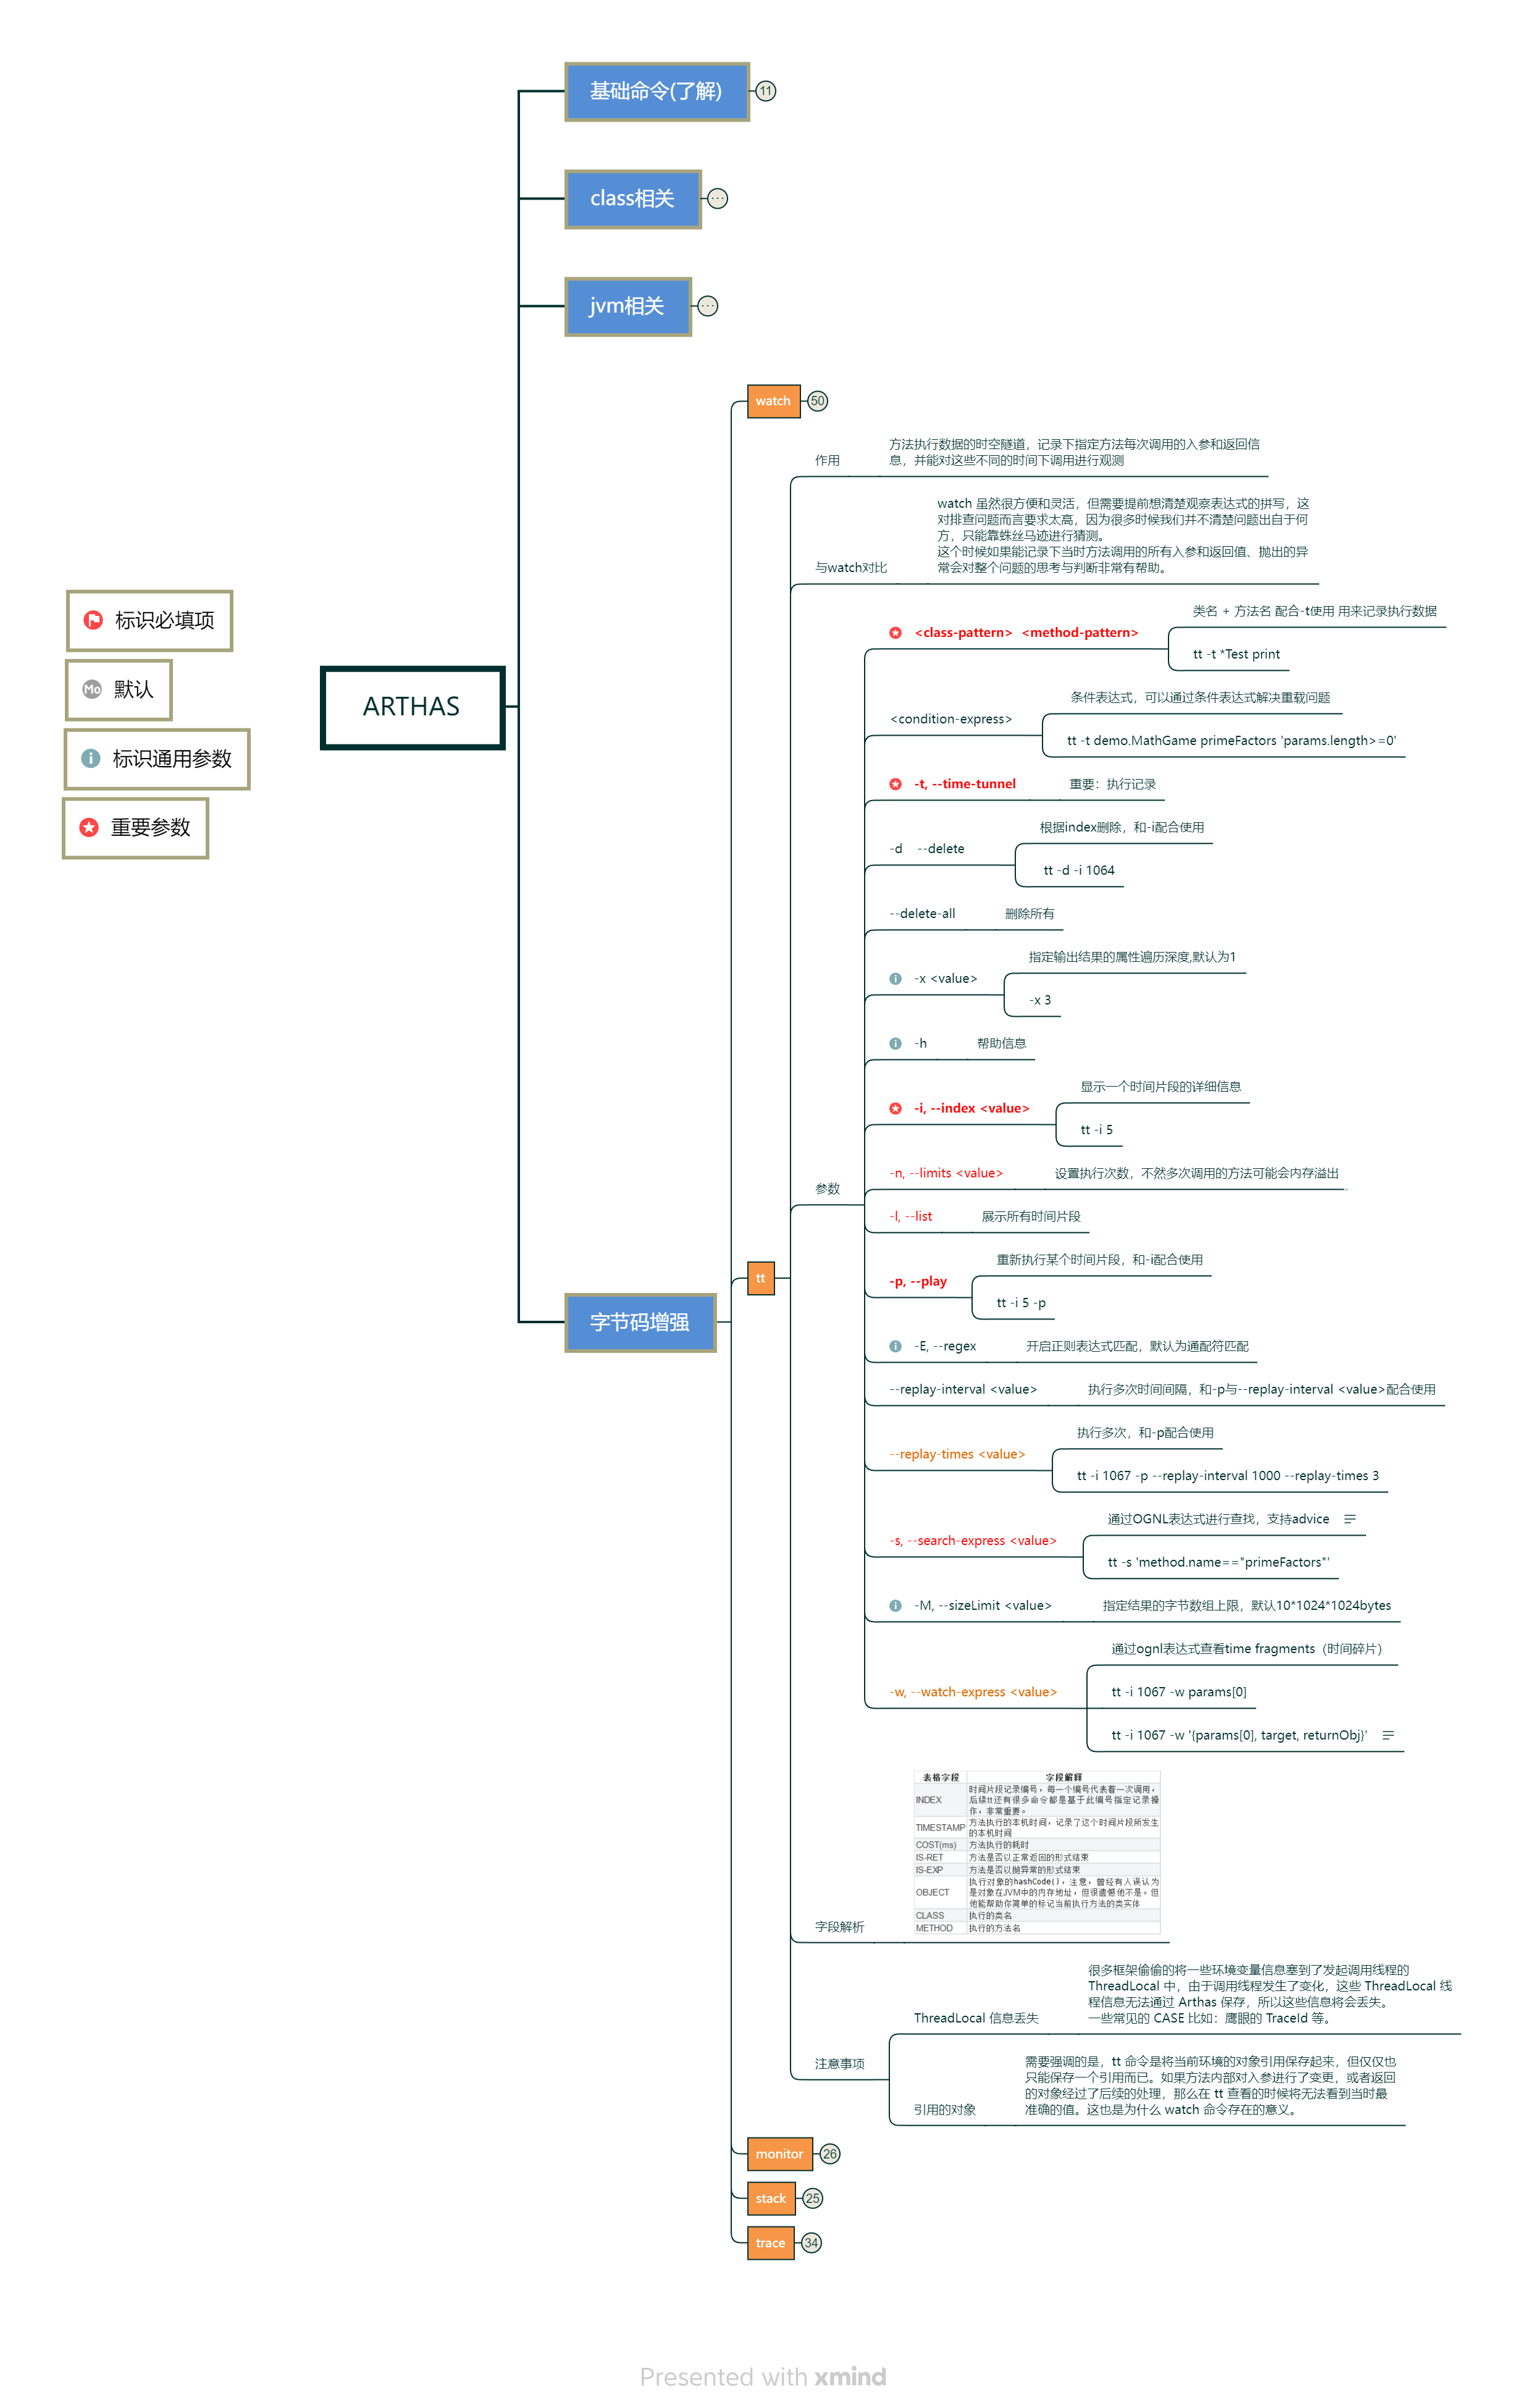 基础命令(了解)
11
class相关
...
jvm相关
...
标识必填项
Mo 默认
标识通用参数
重要参数
ARTHAS
字节码增强
watch
50
tt
作用
方法执行数据的时空隧道，记录下指定方法每次调用的入参和返回信
息，并能对这些不同的时间下调用进行观测
与watch对比
watch 虽然很方便和灵活，但需要提前想清楚观察表达式的拼写，这
对排查问题而言要求太高，因为很多时候我们并不清楚问题出自于何
方，只能靠蛛丝马迹进行猜测。
这个时候如果能记录下当时方法调用的所有入参和返回值、抛出的异
常会对整个问题的思考与判断非常有帮助。
参数
<class-pattern> <method-pattern>
类名 + 方法名 配合-t使用 用来记录执行数据
tt -t *Test print
<condition-express>
条件表达式，可以通过条件表达式解决重载问题
tt -t demo.MathGame primeFactors 'params.length>=0'
-t, --time-tunnel
重要：执行记录
-d --delete
根据index删除，和-i配合使用
tt -d -i 1064
--delete-all
删除所有
-x <value>
指定输出结果的属性遍历深度,默认为1
-x 3
-h
帮助信息
-i, --index <value>
显示一个时间片段的详细信息
tt -i 5
-n, --limits <value>
设置执行次数，不然多次调用的方法可能会内存溢出
-l, --list
展示所有时间片段
-p, --play
重新执行某个时间片段，和-i配合使用
tt -i 5 -p
-E, --regex
开启正则表达式匹配，默认为通配符匹配
--replay-interval <value>
执行多次时间间隔，和-p与--replay-interval <value>配合使用
--replay-times <value>
执行多次，和-p配合使用
tt -i 1067 -p --replay-interval 1000 --replay-times 3
-s, --search-express <value>
通过OGNL表达式进行查找，支持advice
tt -s 'method.name=="primeFactors"'
-M, --sizeLimit <value>
指定结果的字节数组上限，默认10*1024*1024bytes
-w, --watch-express <value>
通过ognl表达式查看time fragments（时间碎片）
tt -i 1067 -w params[0]
tt -i 1067 -w '{params[0], target, returnObj}'
字段解析
表格字段 字段解释
INDEX 时间片段记录编号，每一个编号代表着一次调用，
后续tt还有很多命令都是基于此编号指定记录操
作，非常重要。
TIMESTAMP 方法执行的本机时间，记录了这个时间片段所发生
的本机时间
COST(ms) 方法执行的耗时
IS-RET 方法是否以正常返回的形式结束
IS-EXP 方法是否以抛异常的形式结束
OBJECT 执行对象的hashCode()，注意，曾经有人误认为
是对象在JVM中的内存地址，但很遗憾他不是。但
他能帮助你简单的标记当前执行方法的类实体
CLASS 执行的类名
METHOD 执行的方法名
注意事项
ThreadLocal 信息丢失
很多框架偷偷的将一些环境变量信息塞到了发起调用线程的
ThreadLocal 中，由于调用线程发生了变化，这些 ThreadLocal 线
程信息无法通过 Arthas 保存，所以这些信息将会丢失。
一些常见的 CASE 比如：鹰眼的 TraceId 等。
引用的对象
需要强调的是，tt 命令是将当前环境的对象引用保存起来，但仅仅也
只能保存一个引用而已。如果方法内部对入参进行了变更，或者返回
的对象经过了后续的处理，那么在 tt 查看的时候将无法看到当时最
准确的值。这也是为什么 watch 命令存在的意义。
monitor
26
stack
25
trace
34
Presented with xmind